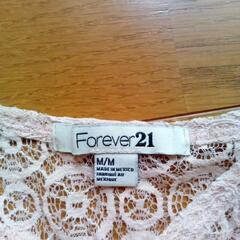 Forever21
M/M
MADE IN MEXICO
FABRIQUÉ AU
MEXIQUE